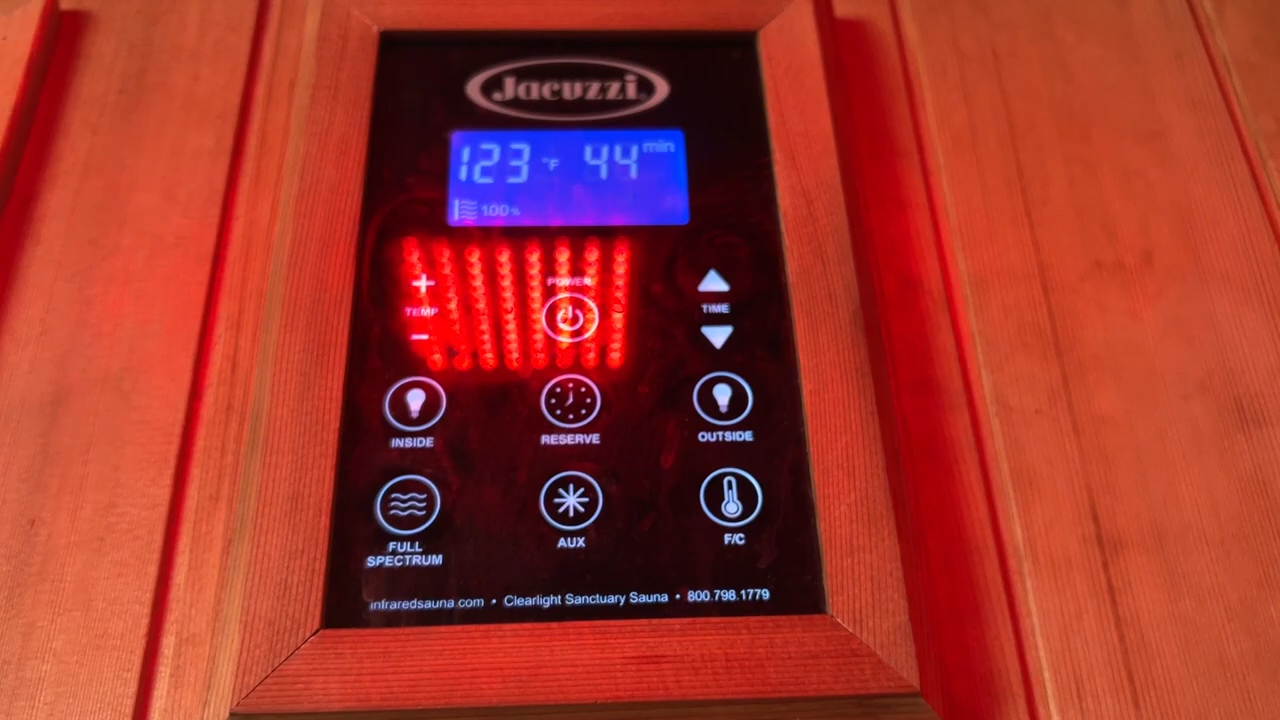 Jacuzzi
123 °F 44 min
100%
+ POWER
TEMP TIME
-
INSIDE RESERVE OUTSIDE
FULL SPECTRUM AUX F/C
infraredsauna.com • Clearlight Sanctuary Sauna • 800.798.1779